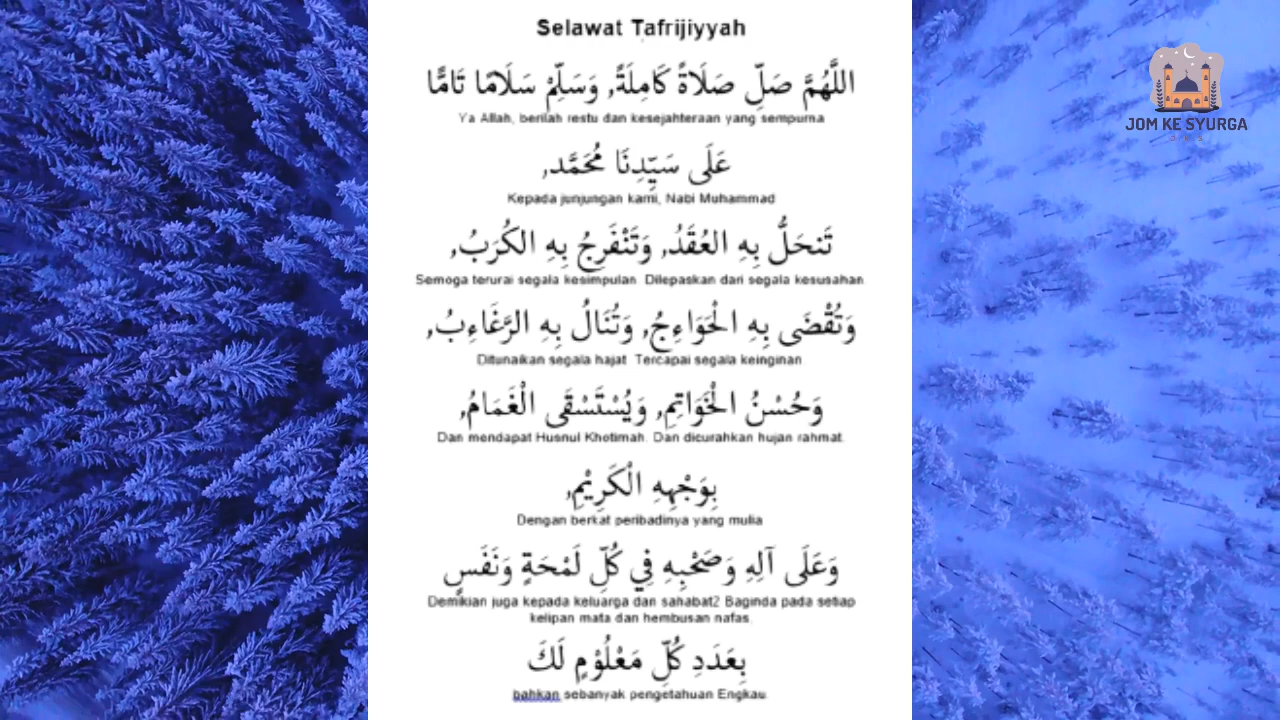 Selawat Tafrijiyyah
اللَّهُمَّ صَلِّ صَلَاةً كَامِلَةً, وَسَلِّمْ سَلَامًا تَامًّا
Ya Allah, berilah restu dan kesejahteraan yang sempurna
عَلَى سَيِّدِنَا مُحَمَّد,
Kepada junjungan kami, Nabi Muhammad
تَنحَلُّ بِهِ العُقَدُ, وَتَنْفَرِجُ بِهِ الكُرَبُ,
Semoga terurai segala kesimpulan Dilepaskan dari segala kesusahan
وَتُقْضَى بِهِ الْحَوَاءِجُ, وَتُنَالُ بِهِ الرَّغَاءِبُ,
Ditunaikan segala hajat Tercapai segala keinginan
وَحُسْنُ الْخَوَاتِمِ, وَيُسْتَسْقَى الْغَمَامُ,
Dan mendapat Husnul Khotimah. Dan dicurahkan hujan rahmat.
بِوَجْهِهِ الْكَرِيْمِ,
Dengan berkat peribadinya yang mulia
وَعَلَى آلِهِ وَصَحْبِهِ فِي كُلِّ لَمْحَةٍ وَنَفَسٍ
Demikian juga kepada keluarga dan sahabat2 Baginda pada setiap
kelipan mata dan hembusan nafas.
بِعَدَدِ كُلِّ مَعْلُوْمٍ لَكَ
bahkan sebanyak pengetahuan Engkau
JOM KE SYURGA
JKS